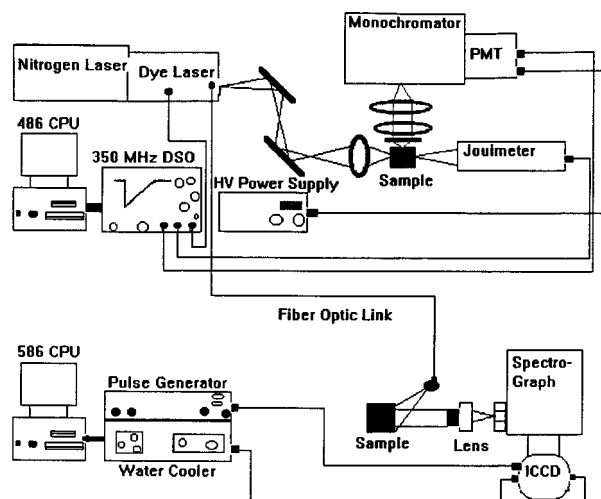 Monochromator
PMT
Nitrogen Laser
Dye Laser
486 CPU
350 MHz DSO
Joulmeter
HV Power Supply
Sample
Fiber Optic Link
586 CPU
Pulse Generator
Spectro-
Graph
Sample
Lens
Water Cooler
ICCD